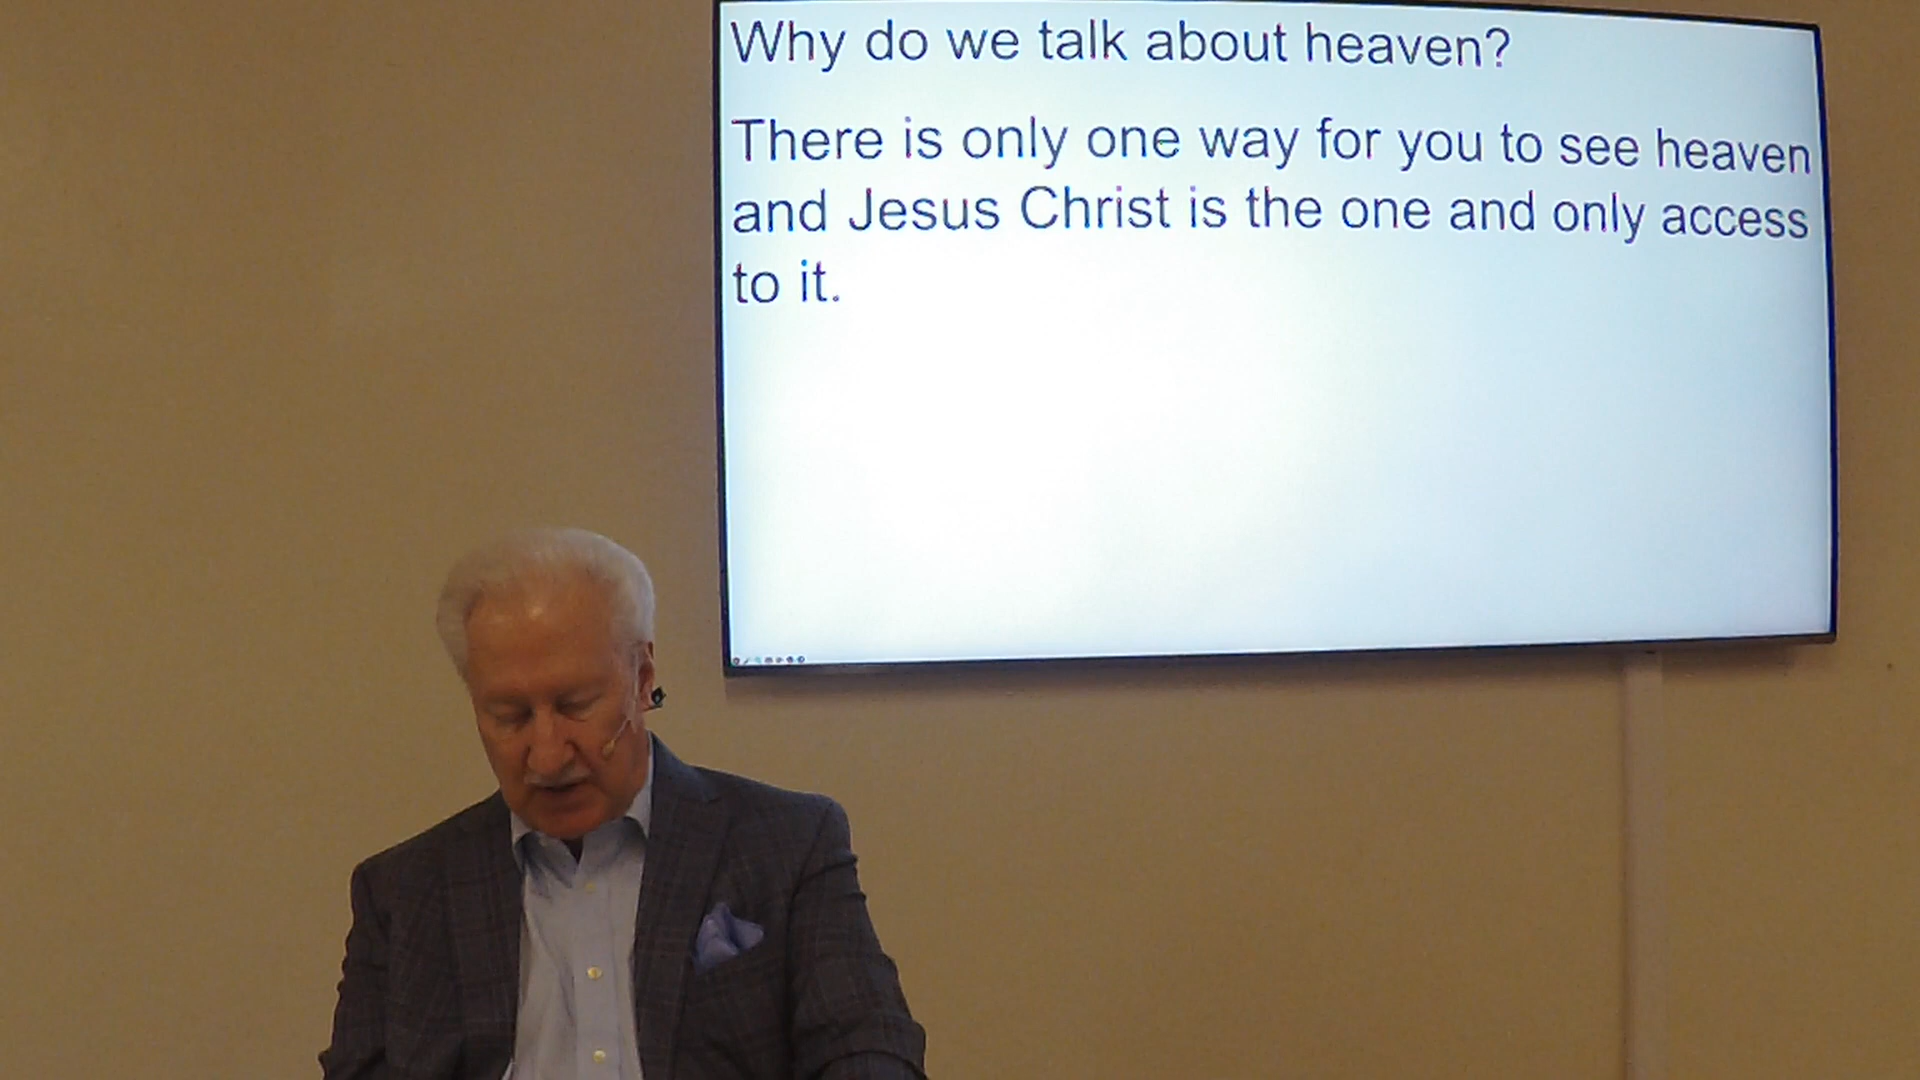 Why do we talk about heaven?
There is only one way for you to see heaven
and Jesus Christ is the one and only access
to it.